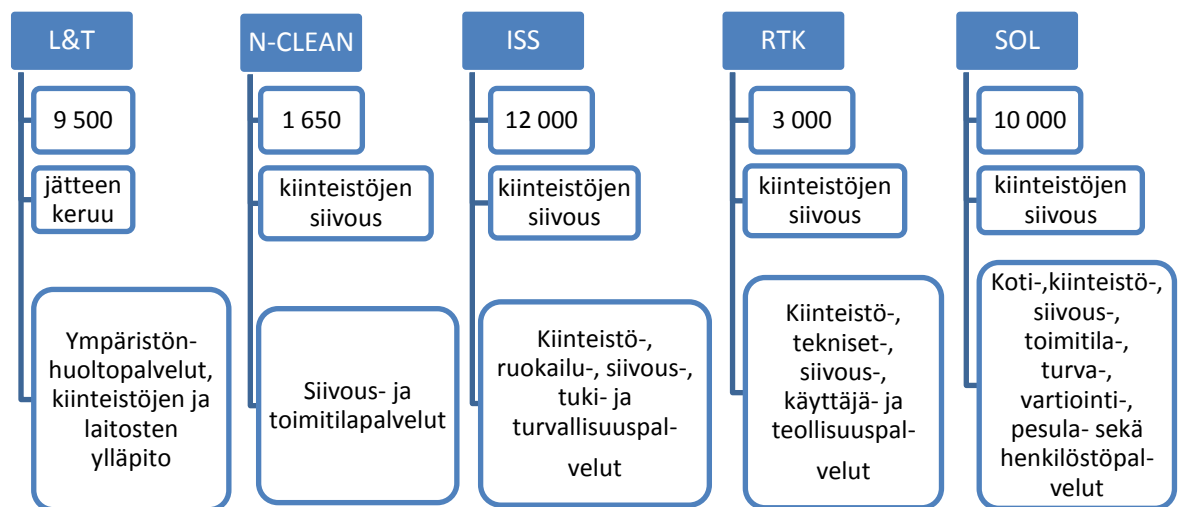 L&T
9 500
jätteen
keruu
Ympäristön-
huoltopalvelut,
kiinteistöjen ja
laitosten
ylläpito
N-CLEAN
1 650
kiinteistöjen
siivous
Siivous- ja
toimitilapalvelut
ISS
12 000
kiinteistöjen
siivous
Kiinteistö-,
ruokailu-, siivous-,
tuki- ja
turvallisuuspal-
velut
RTK
3 000
kiinteistöjen
siivous
Kiinteistö-,
tekniset-,
siivous-,
käyttäjä- ja
teollisuuspal-
velut
SOL
10 000
kiinteistöjen
siivous
Koti-,kiinteistö-,
siivous-,
toimitila-,
turva-,
vartiointi-,
pesula- sekä
henkilöstöpal-
velut